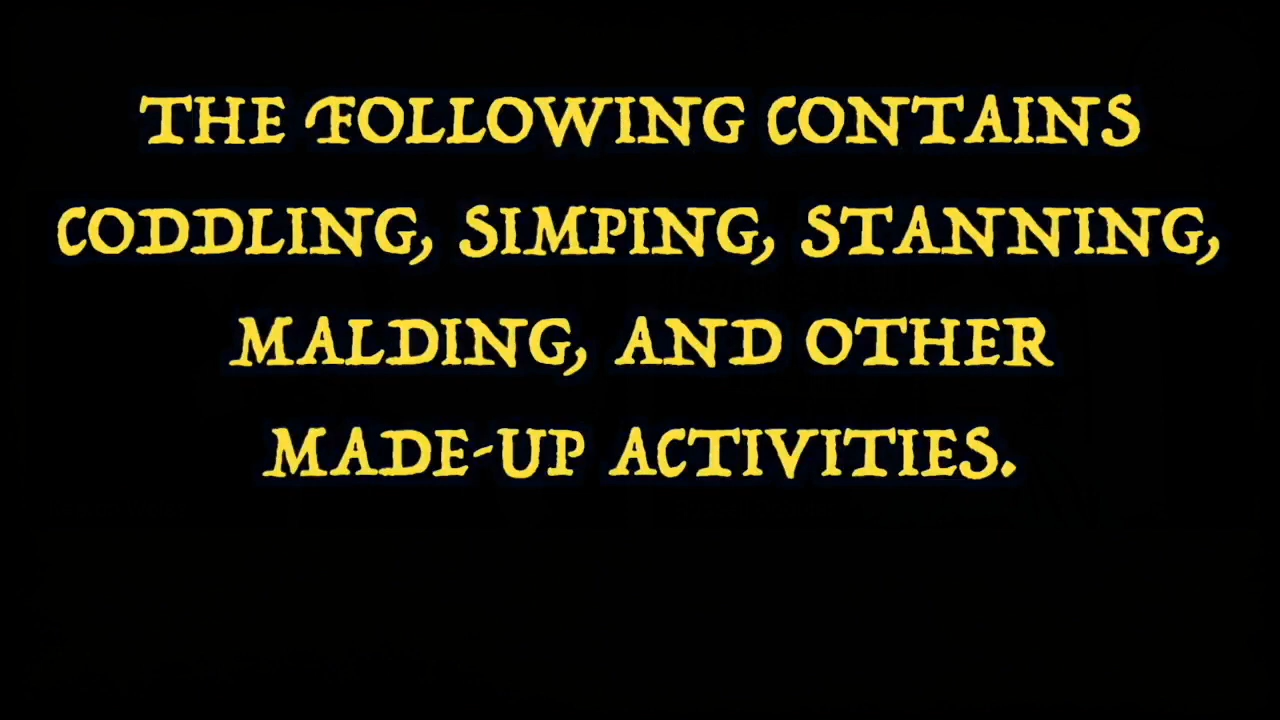 THE FOLLOWING CONTAINS
CODDLING, SIMPING, STANNING,
MALDING, AND OTHER
MADE-UP ACTIVITIES.